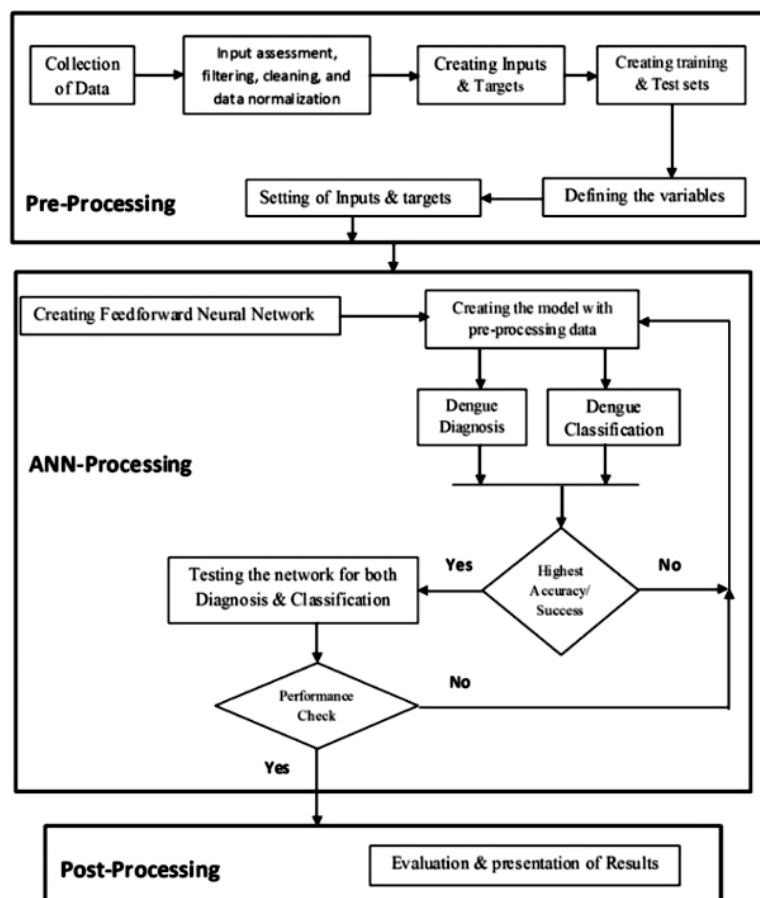 Collection
of Data
Input assessment,
filtering, cleaning, and
data normalization
Creating Inputs
& Targets
Creating training
& Test sets
Pre-Processing
Setting of Inputs & targets
Defining the variables
Creating Feedforward Neural Network
Creating the model with
pre-processing data
Dengue
Diagnosis
Dengue
Classification
ANN-Processing
Yes
No
Highest
Accuracy/
Success
Testing the network for both
Diagnosis & Classification
No
Performance
Check
Yes
Post-Processing
Evaluation & presentation of Results